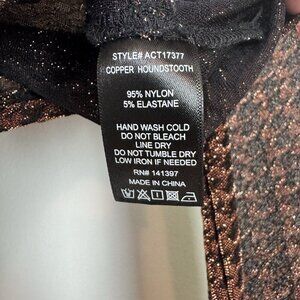 STYLE# ACT17377
COPPER HOUNDSTOOTH
95% NYLON
5% ELASTANE
HAND WASH COLD
DO NOT BLEACH
LINE DRY
DO NOT TUMBLE DRY
LOW IRON IF NEEDED
RN# 141397
MADE IN CHINA